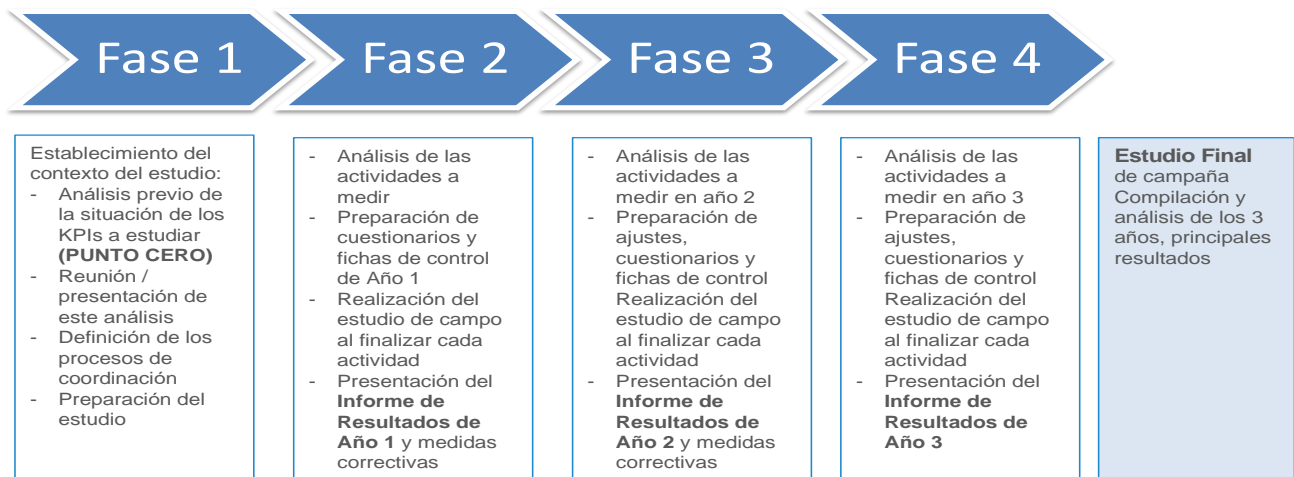 Fase 1
Fase 2
Fase 3
Fase 4
Establecimiento del
contexto del estudio:
- Análisis previo de
la situación de los
KPIs a estudiar
(PUNTO CERO)
- Reunión /
presentación de
este análisis
- Definición de los
procesos de
coordinación
- Preparación del
estudio
- Análisis de las
actividades a
medir
- Preparación de
cuestionarios y
fichas de control
de Año 1
- Realización del
estudio de campo
al finalizar cada
actividad
- Presentación del
Informe de
Resultados de
Año 1 y medidas
correctivas
- Análisis de las
actividades a
medir en año 2
- Preparación de
ajustes,
cuestionarios y
fichas de control
Realización del
estudio de campo
al finalizar cada
actividad
- Presentación del
Informe de
Resultados de
Año 2 y medidas
correctivas
- Análisis de las
actividades a
medir en año 3
- Preparación de
ajustes,
cuestionarios y
fichas de control
Realización del
estudio de campo
al finalizar cada
actividad
- Presentación del
Informe de
Resultados de
Año 3
Estudio Final
de campaña
Compilación y
análisis de los 3
años, principales
resultados